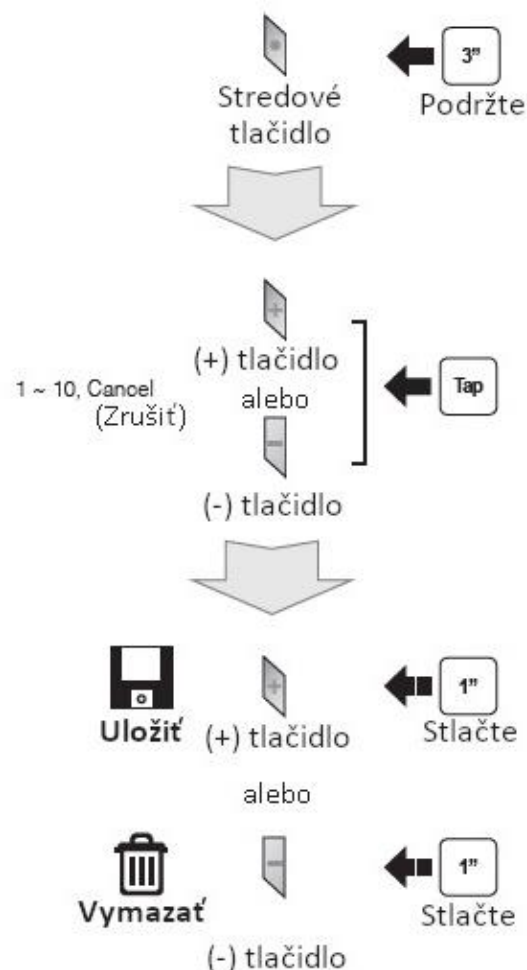 3"
Stredové
tlačidlo
Podržte
(+) tlačidlo
1 ~ 10, Cancel
(Zrušiť)
alebo
Tap
(-) tlačidlo
1"
Uložiť
(+) tlačidlo
Stlačte
alebo
1"
Vymazať
Stlačte
(-) tlačidlo